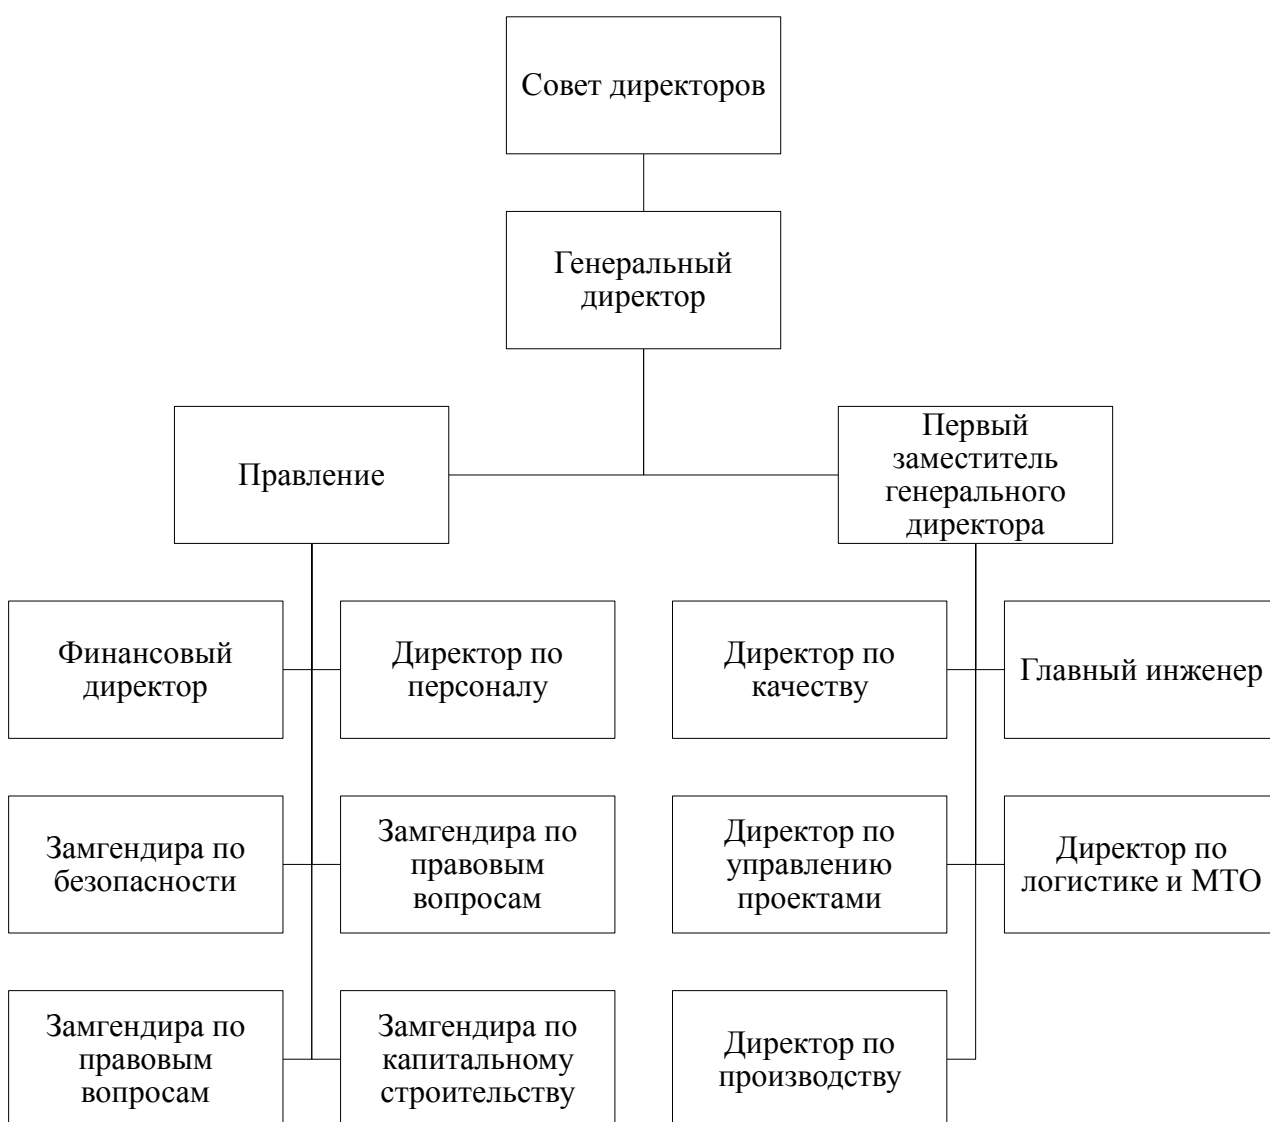 Совет директоров
Генеральный
директор
Правление
Первый
заместитель
генерального
директора
Финансовый
директор
Директор по
персоналу
Директор по
качеству
Главный инженер
Замгендира по
безопасности
Замгендира по
правовым
вопросам
Директор по
управлению
проектами
Директор по
логистике и МТО
Замгендира по
правовым
вопросам
Замгендира по
капитальному
строительству
Директор по
производству